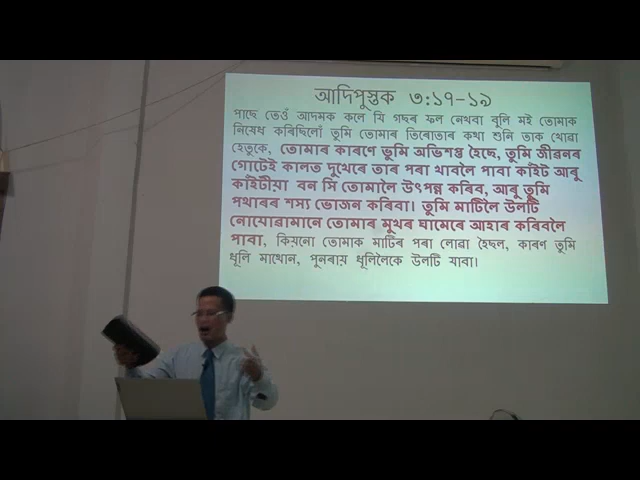 আদিপুস্তক ৩:১৭-১৯
পাছে তেওঁ আদমক কলে যি গছৰ ফল নেখবা বুলি মই তোমাক
নিষেধ কৰিছিলোঁ তুমি তোমাৰ তিৰোতাৰ কথা শুনি তাক খোৱা
হেতুকে, তোমাৰ কাৰণে ভূমি অভিশপ্ত হৈছে, তুমি জীৱনৰ
গোটেই কালত দুখেৰে তাৰ পৰা খাবলৈ পাবা কাঁইট আৰু
কাঁইটীয়া বন সি তোমালৈ উৎপন্ন কৰিব, আৰু তুমি
পথাৰৰ শস্য ভোজন কৰিবা। তুমি মাটিলৈ উলটি
নোযোৱামানে তোমাৰ মুখৰ ঘামেৰে আহাৰ কৰিবলৈ
পাবা, কিয়নো তোমাক মাটিৰ পৰা লোৱা হৈছল, কাৰণ তুমি
ধূলি মাথোন, পুনৰায় ধূলিলৈকে উলটি যাবা।